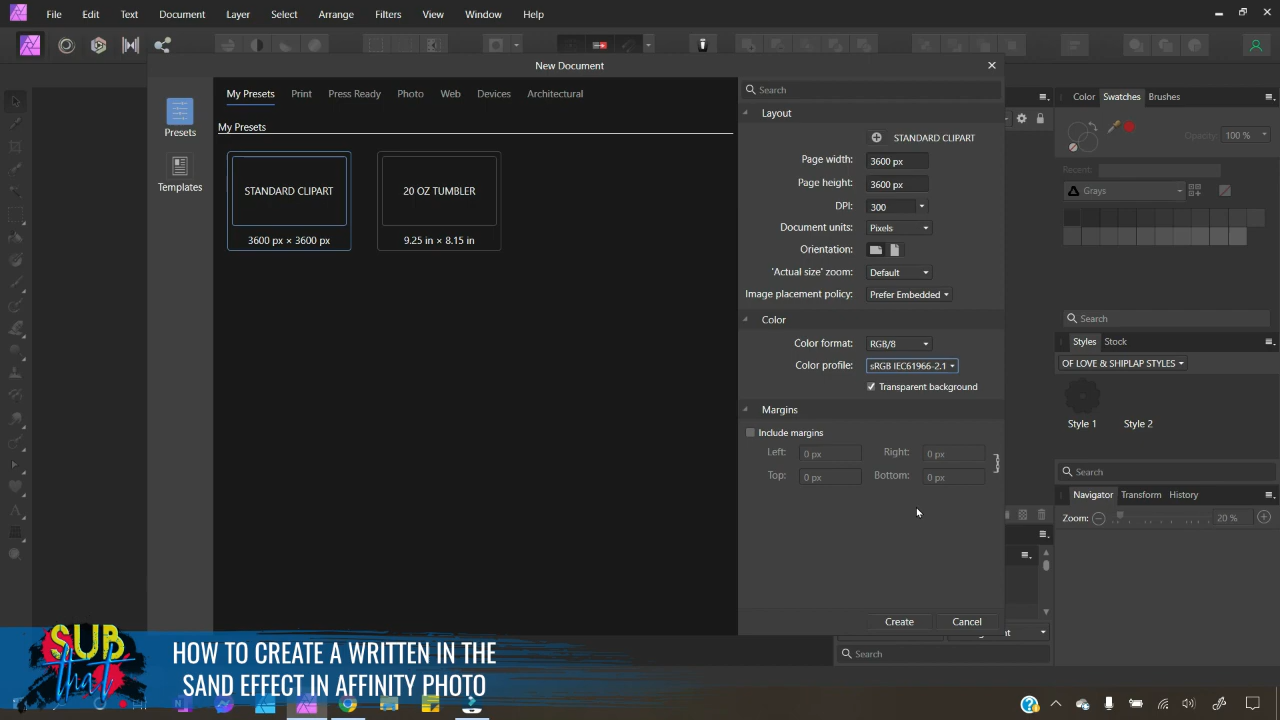 File Edit Text Document Layer Select Arrange Filters View Window Help
New Document
My Presets Print Press Ready Photo Web Devices Architectural
Search
Color Swatches Brushes
Presets
My Presets
Layout
Opacity: 100 %
STANDARD CLIPART
Page width: 3600 px
Recent:
Templates
STANDARD CLIPART
20 OZ TUMBLER
Page height: 3600 px
Grays
DPI: 300
Document units: Pixels
3600 px × 3600 px
9.25 in × 8.15 in
Orientation:
'Actual size' zoom: Default
Image placement policy: Prefer Embedded
Color
Search
Color format: RGB/8
Styles Stock
Color profile: sRGB IEC61966-2.1
OF LOVE & SHIPLAP STYLES
Transparent background
Margins
Style 1 Style 2
Include margins
Left: 0 px Right: 0 px
Top: 0 px Bottom: 0 px
Search
Navigator Transform History
Zoom: 20 %
Create Cancel
Search
SUB
that
HOW TO CREATE A WRITTEN IN THE
SAND EFFECT IN AFFINITY PHOTO